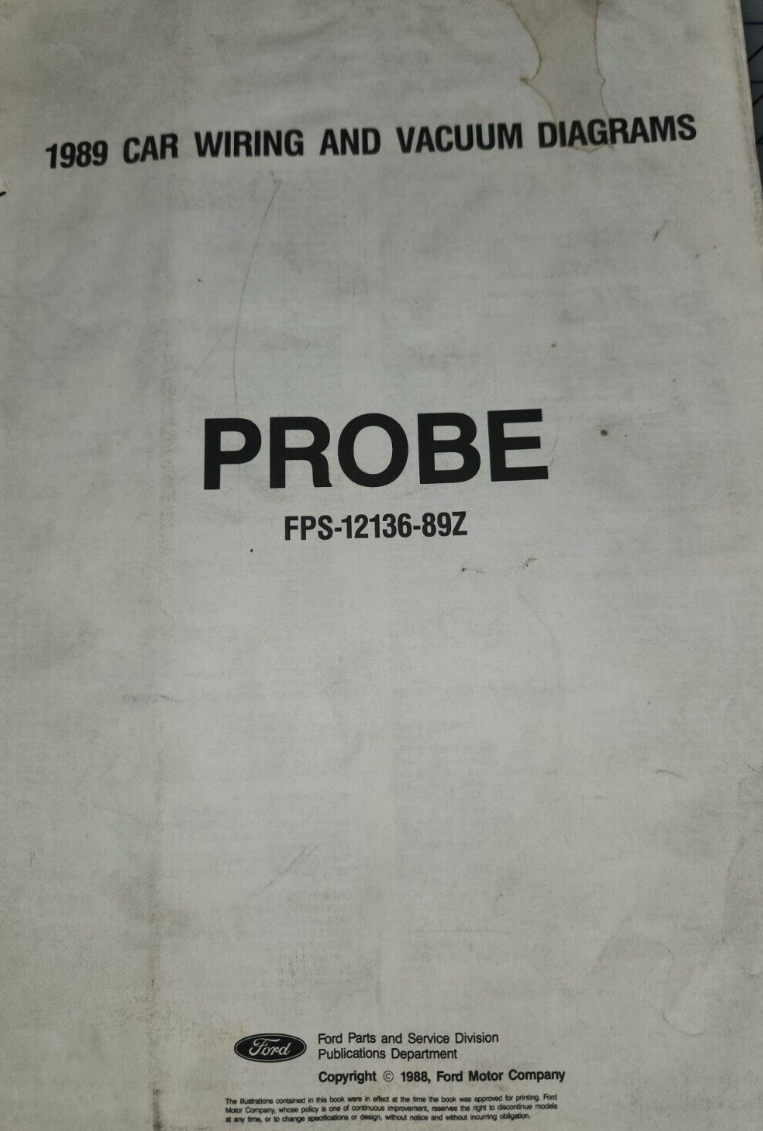 1989 CAR WIRING AND VACUUM DIAGRAMS
PROBE
FPS-12136-89Z
Ford
Ford Parts and Service Division
Publications Department
Copyright © 1988, Ford Motor Company
The illustrations contained in this book were in effect at the time the book was approved for printing. Ford
Motor Company, whose policy is one of continuous improvement, reserves the right to discontinue models
at any time, or to change specifications or design, without notice and without incurring obligation.